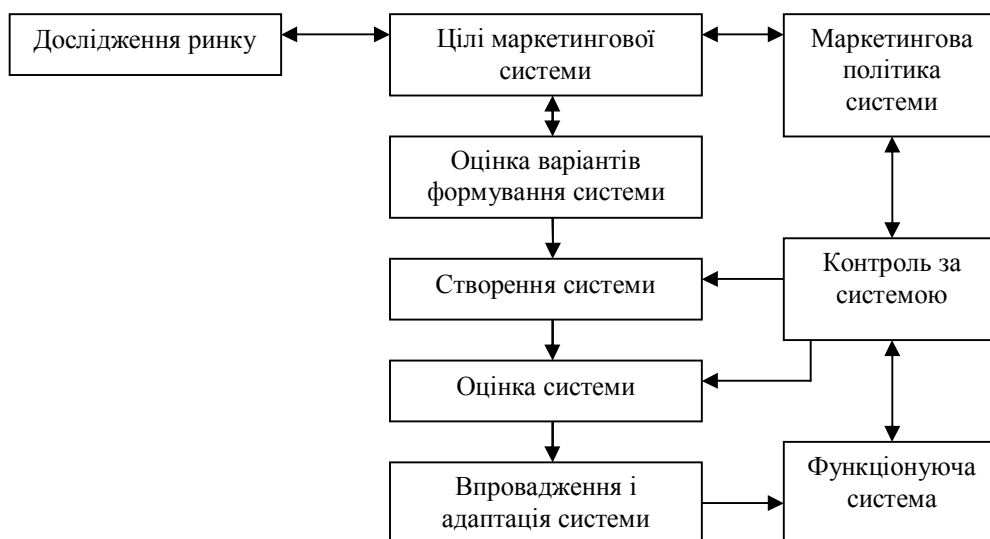 Дослідження ринку
Цілі маркетингової
системи
Маркетингова
політика
системи
Оцінка варіантів
формування системи
Створення системи
Контроль за
системою
Оцінка системи
Впровадження і
адаптація системи
Функціонуюча
система